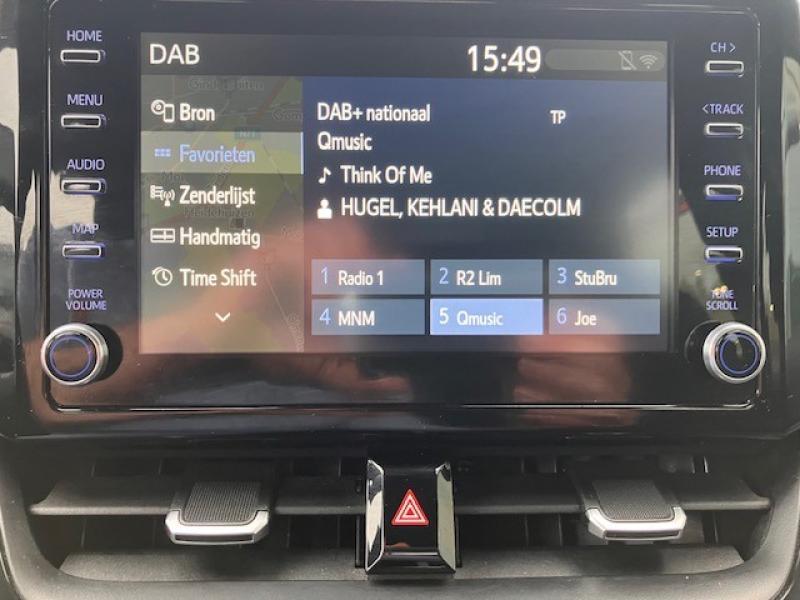 HOME
MENU
AUDIO
MAP
POWER
VOLUME
DAB
15:49
Bron
Favorieten
Zenderlijst
Handmatig
Time Shift
DAB+ nationaal
TP
Qmusic
Think Of Me
HUGEL, KEHLANI & DAECOLM
1 Radio 1
2 R2 Lim
3 StuBru
4 MNM
5 Qmusic
6 Joe
CH >
< TRACK
PHONE
SETUP
TUNE
SCROLL